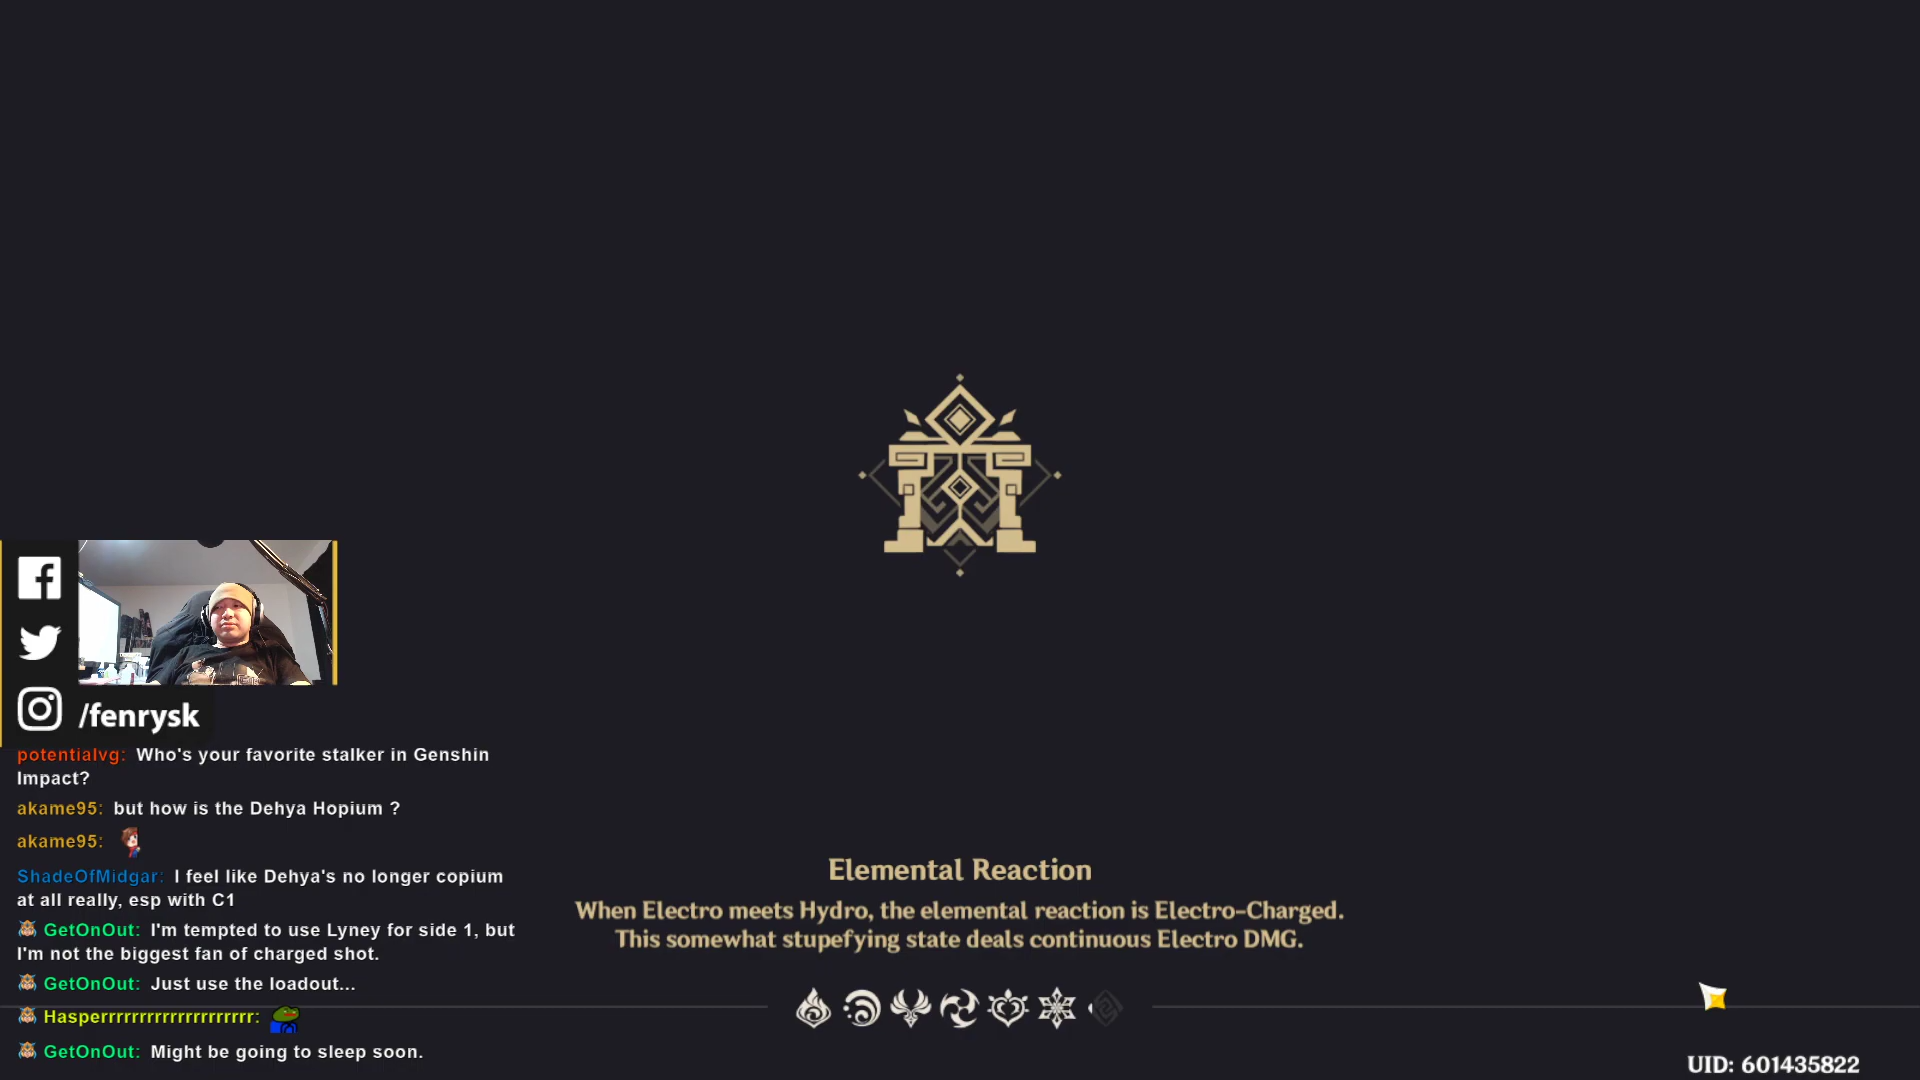 /fenrysk
potentialvg: Who's your favorite stalker in Genshin
Impact?
akame95: but how is the Dehya Hopium ?
akame95:
ShadeOfMidgar: I feel like Dehya's no longer copium
at all really, esp with C1
GetOnOut: I'm tempted to use Lyney for side 1, but
I'm not the biggest fan of charged shot.
GetOnOut: Just use the loadout...
Hasperrrrrrrrrrrrrrrrrrrr:
GetOnOut: Might be going to sleep soon.
Elemental Reaction
When Electro meets Hydro, the elemental reaction is Electro-Charged.
This somewhat stupefying state deals continuous Electro DMG.
UID: 601435822